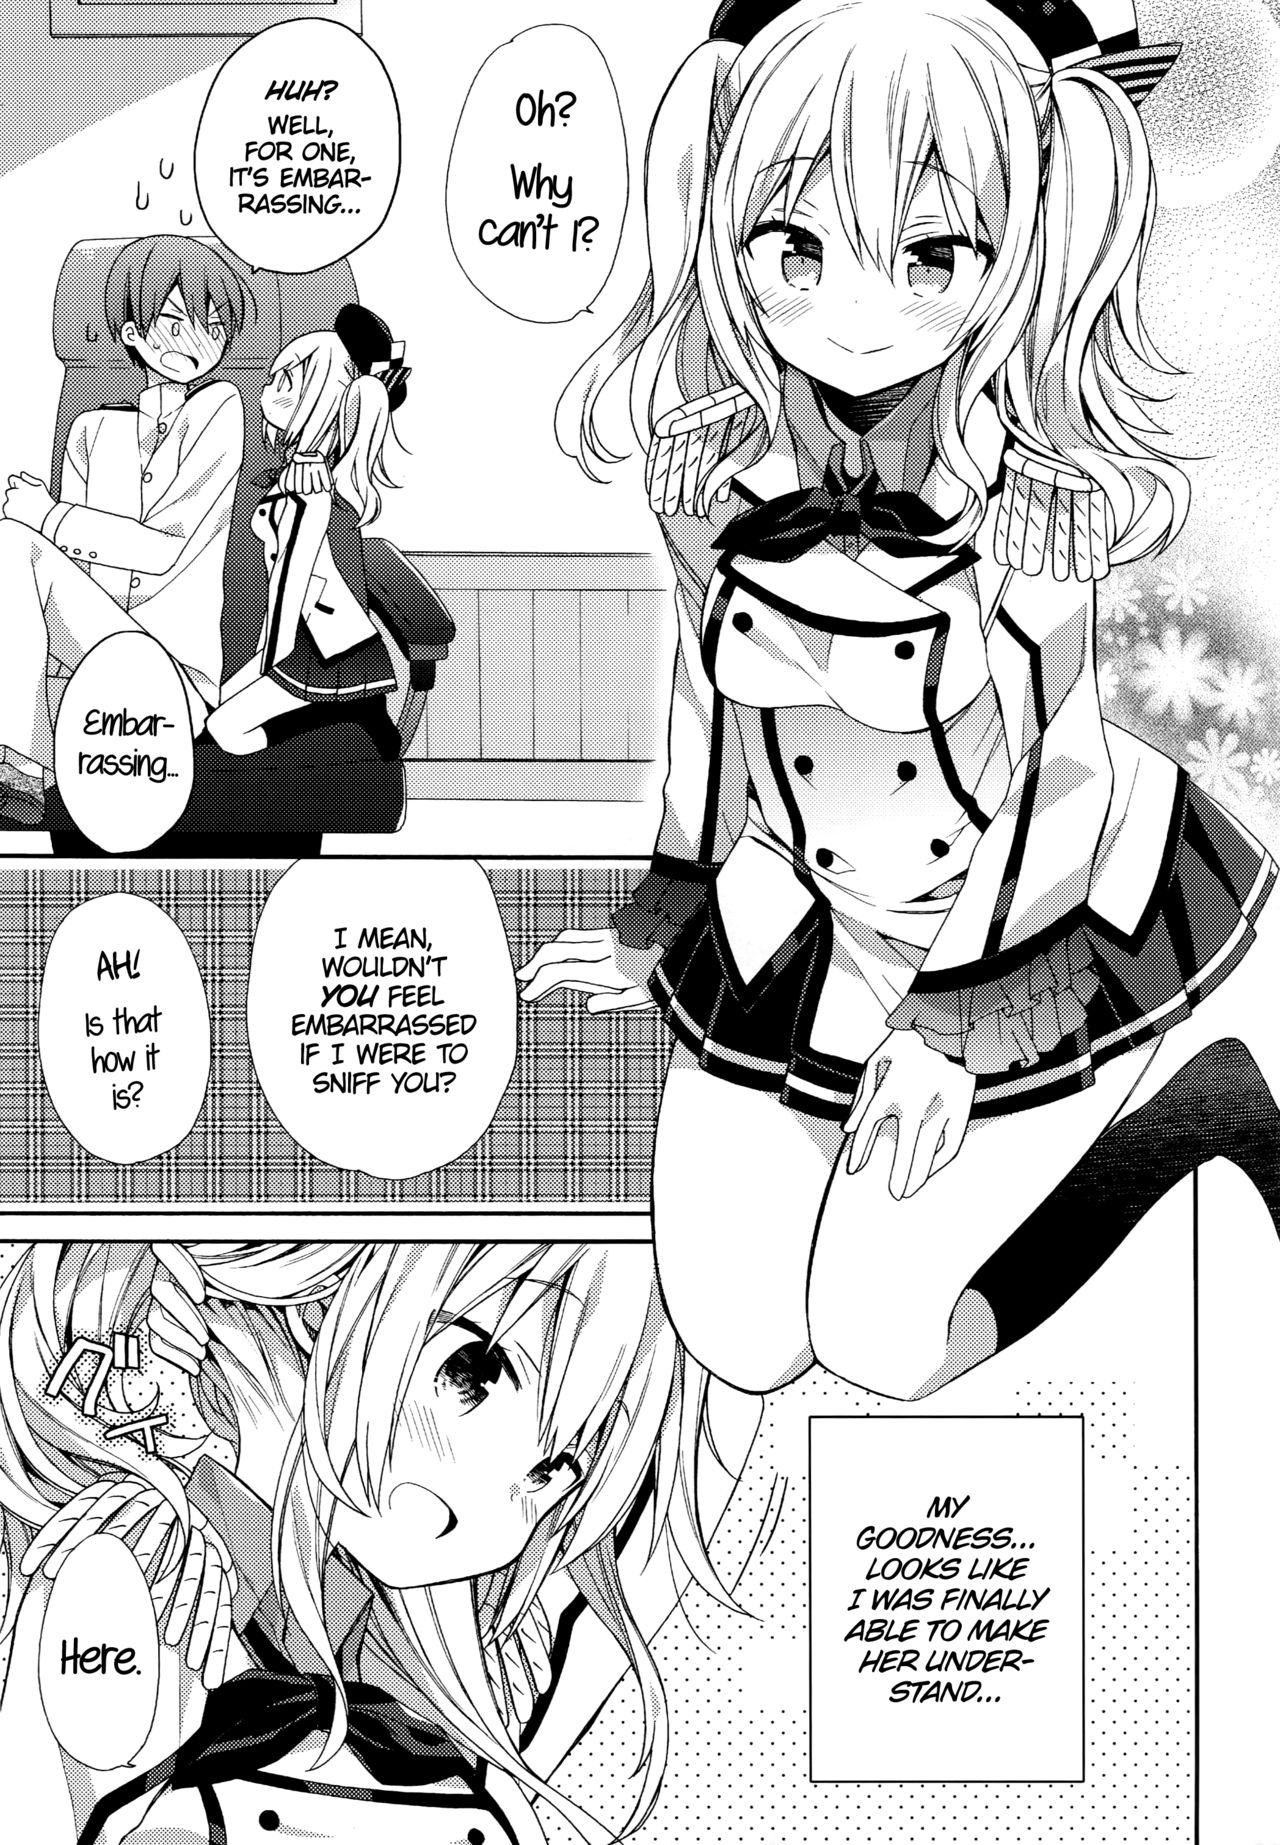 Oh?
Why
can't I?
HUH?
WELL,
FOR ONE,
IT'S EMBAR-
RASSING...
Embar-
rassing...
I MEAN,
WOULDN'T
YOU FEEL
EMBARRASSED
IF I WERE TO
SNIFF YOU?
AH!
Is that
how it
is?
MY
GOODNESS...
LOOKS LIKE
I WAS FINALLY
ABLE TO MAKE
HER UNDER-
STAND...
グイ
Here.